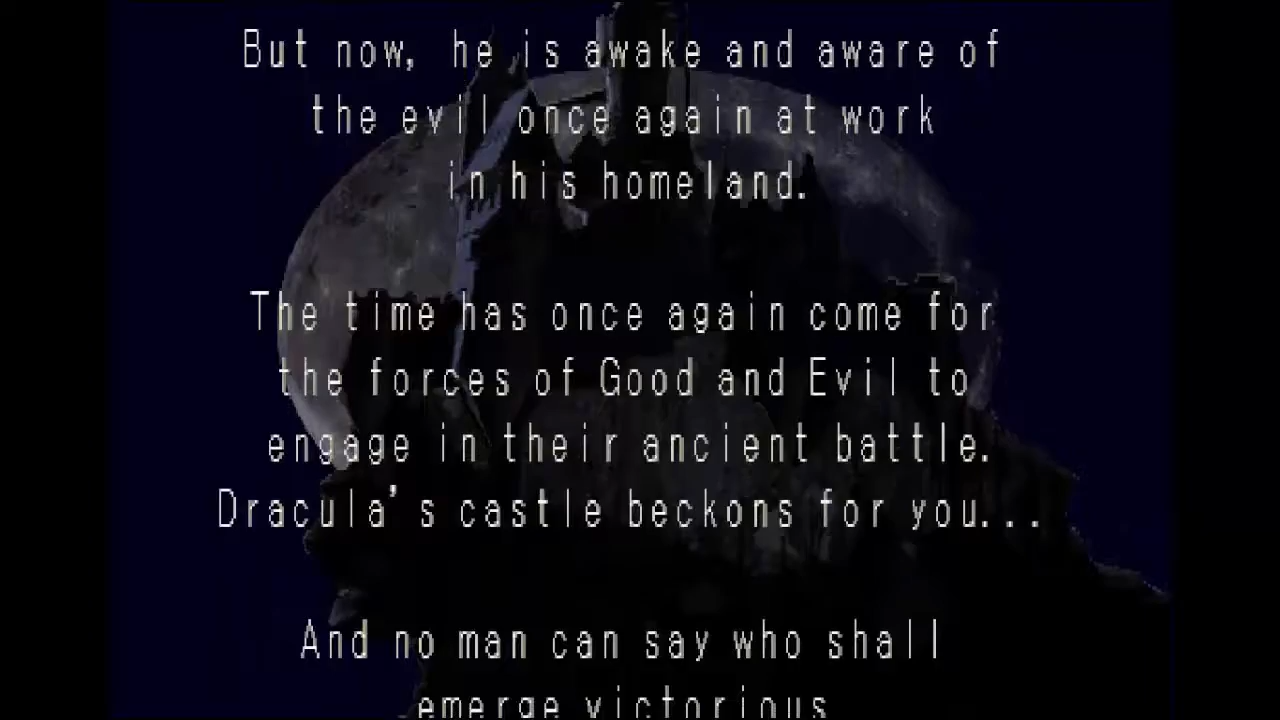 But now, he is awake and aware of
the evil once again at work
in his homeland.
The time has once again come for
the forces of Good and Evil to
engage in their ancient battle.
Dracula's castle beckons for you...
And no man can say who shall
emerge victorious